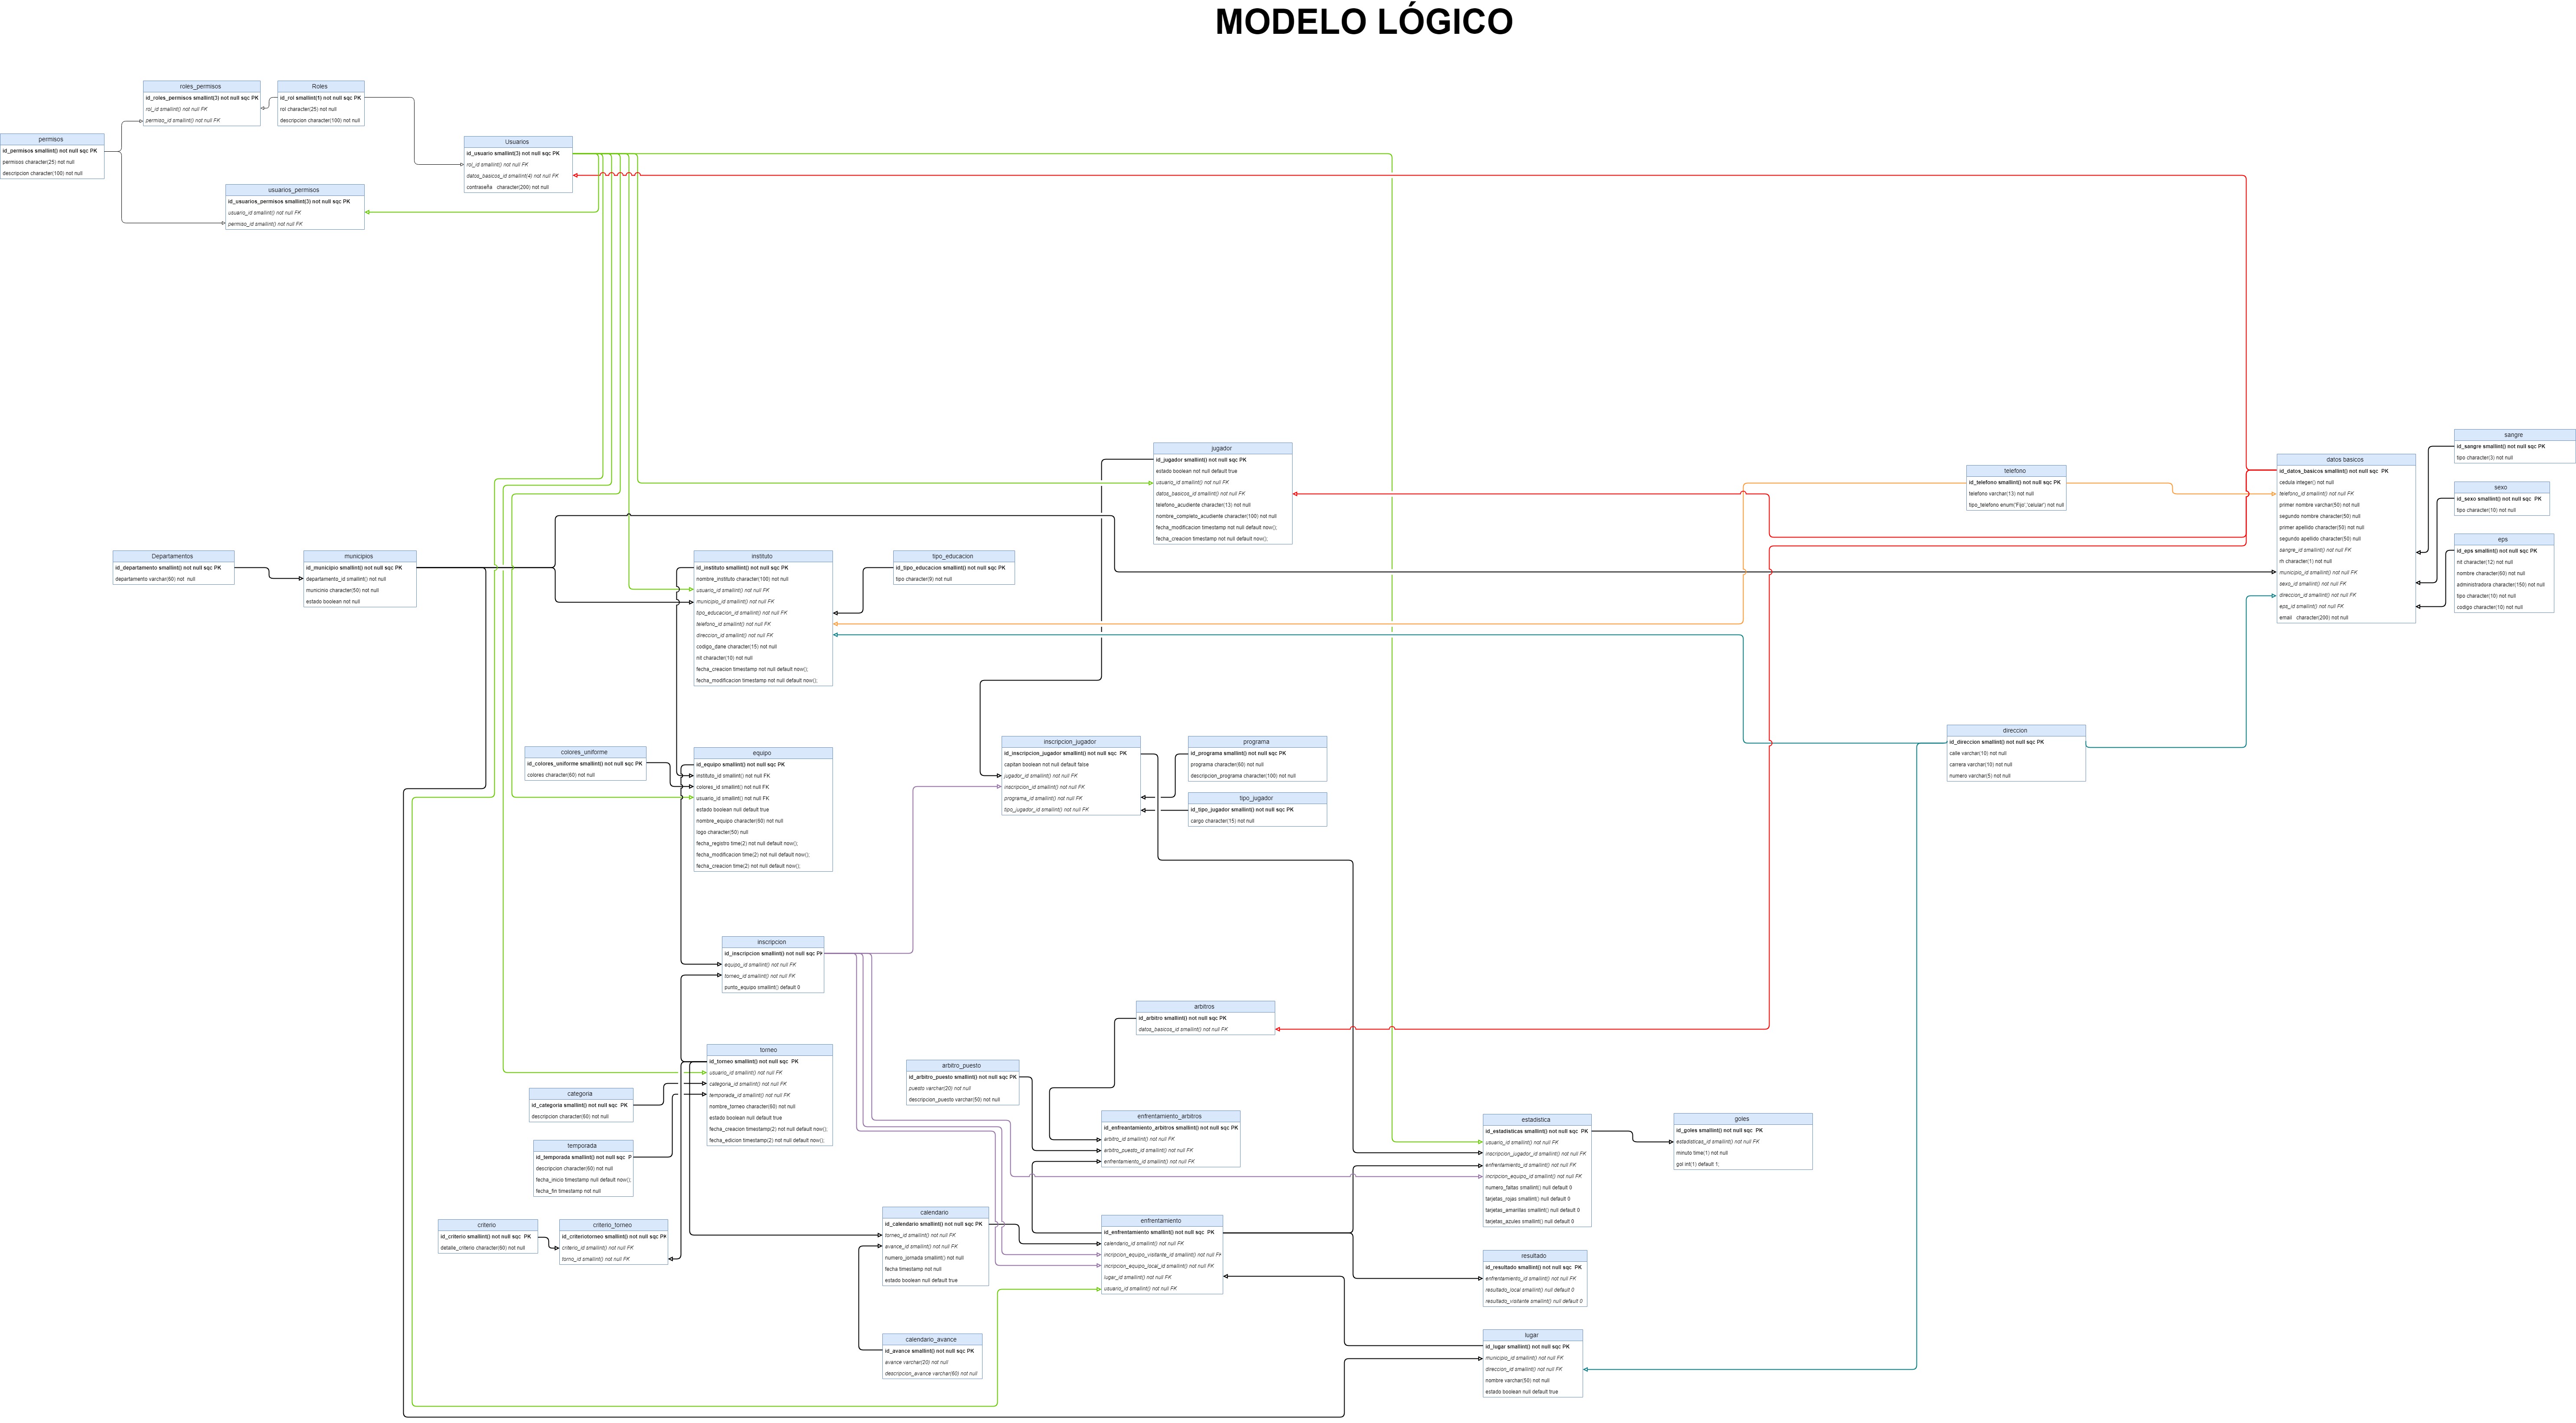 MODELO LÓGICO
roles_permisos
id_roles_permisos smallint(3) not null sqc PK
rol_id smallint() not null FK
permiso_id smallint() not null FK
Roles
id_rol smallint(1) not null sqc PK
rol character(25) not null
descripcion character(100) not null
permisos
id_permisos smallint() not null sqc PK
permisos character(25) not null
descripcion character(100) not null
Usuarios
id_usuario smallint(3) not null sqc PK
rol_id smallint() not null FK
datos_basicos_id smallint(4) not null FK
contraseña character(200) not null
usuarios_permisos
id_usuarios_permisos smallint(3) not null sqc PK
usuario_id smallint() not null FK
permiso_id smallint() not null FK
jugador
id_jugador smallint() not null sqc PK
estado boolean not null default true
usuario_id smallint() not null FK
datos_basicos_id smallint() not null FK
telefono_acudiente character(13) not null
nombre_completo_acudiente character(100) not null
fecha_modificacion timestamp not null default now();
fecha_creacion timestamp not null default now();
telefono
id_telefono smallint() not null sqc PK
telefono varchar(13) not null
tipo_telefono enum('Fijo','celular') not null
datos basicos
id_datos_basicos smallint() not null sqc PK
cedula integer() not null
telefono_id smallint() not null FK
primer nombre varchar(50) not null
segundo nombre character(50) null
primer apellido character(50) not null
segundo apellido character(50) null
sangre_id smallint() not null FK
rh character(1) not null
municipio_id smallint() not null FK
sexo_id smallint() not null FK
direccion_id smallint() not null FK
eps_id smallint() not null FK
email character(200) not null
sangre
id_sangre smallint() not null sqc PK
tipo character(3) not null
sexo
id_sexo smallint() not null sqc PK
tipo character(10) not null
eps
id_eps smallint() not null sqc PK
nit character(12) not null
nombre character(60) not null
administradora character(150) not null
tipo character(10) not null
codigo character(10) not null
Departamentos
id_departamento smallint() not null sqc PK
departamento varchar(60) not null
municipios
id_municipio smallint() not null sqc PK
departamento_id smallint() not null
municinio character(50) not null
estado boolean not null
instituto
id_instituto smallint() not null sqc PK
nombre_instituto character(100) not null
usuario_id smallint() not null FK
municipio_id smallint() not null FK
tipo_educacion_id smallint() not null FK
telefono_id smallint() not null FK
direccion_id smallint() not null FK
codigo_dane character(15) not null
nit character(10) not null
fecha_creacion timestamp not null default now();
fecha_modificacion timestamp not null default now();
tipo_educacion
id_tipo_educacion smallint() not null sqc PK
tipo character(9) not null
direccion
id_direccion smallint() not null sqc PK
calle varchar(10) not null
carrera varchar(10) not null
numero varchar(5) not null
colores_uniforme
id_colores_uniforme smallint() not null sqc PK
colores character(60) not null
equipo
id_equipo smallint() not null sqc PK
instituto_id smallint() not null FK
colores_id smallint() not null FK
usuario_id smallint() not null FK
estado boolean null default true
nombre_equipo character(60) not null
logo character(50) null
fecha_registro time(2) not null default now();
fecha_modificacion time(2) not null default now();
fecha_creacion time(2) not null default now();
inscripcion_jugador
id_inscripcion_jugador smallint() not null sqc PK
capitan boolean not null default false
jugador_id smallint() not null FK
inscripcion_id smallint() not null FK
programa_id smallint() not null FK
tipo_jugador_id smallint() not null FK
programa
id_programa smallint() not null sqc PK
programa character(60) not null
descripcion_programa character(100) not null
tipo_jugador
id_tipo_jugador smallint() not null sqc PK
cargo character(15) not null
inscripcion
id_inscripcion smallint() not null sqc PK
equipo_id smallint() not null FK
torneo_id smallint() not null FK
punto_equipo smallint() default 0
arbitros
id_arbitro smallint() not null sqc PK
datos_basicos_id smallint() not null FK
torneo
id_torneo smallint() not null sqc PK
usuario_id smallint() not null FK
categoria_id smallint() not null FK
temporada_id smallint() not null FK
nombre_torneo character(60) not null
estado boolean null default true
fecha_creacion timestamp(2) not null default now();
fecha_edicion timestamp(2) not null default now();
arbitro_puesto
id_arbitro_puesto smallint() not null sqc PK
puesto varchar(20) not null
descripcion_puesto varchar(50) not null
categoria
id_categoria smallint() not null sqc PK
descripcion character(60) not null
temporada
id_temporada smallint() not null sqc P
descripcion character(60) not null
fecha_inicio timestamp null default now();
fecha_fin timestamp not null
enfrentamiento_arbitros
id_enfreantamiento_arbitros smallint() not null sqc PK
arbitro_id smallint() not null FK
arbitro_puesto_id smallint() not null FK
enfrentamiento_id smallint() not null FK
estadistica
id_estadisticas smallint() not null sqc PK
usuario_id smallint() not null FK
inscripcion_jugador_id smallint() not null FK
enfrentamiento_id smallint() not null FK
incripcion_equipo_id smallint() not null FK
numero_faltas smallint() null default 0
tarjetas_rojas smallint() null default 0
tarjetas_amarillas smallint() null default 0
tarjetas_azules smallint() null default 0
goles
id_goles smallint() not null sqc PK
estadisticas_id smallint() not null FK
minuto time(1) not null
gol int(1) default 1;
criterio
id_criterio smallint() not null sqc PK
detalle_criterio character(60) not null
criterio_torneo
id_criteriotorneo smallint() not null sqc PK
criterio_id smallint() not null FK
torno_id smallint() not null FK
calendario
id_calendario smallint() not null sqc PK
torneo_id smallint() not null FK
avance_id smallint() not null FK
numero_jornada smallint() not null
fecha timestamp not null
estado boolean null default true
enfrentamiento
id_enfrentamiento smallint() not null sqc PK
calendario_id smallint() not null FK
incripcion_equipo_visitante_id smallint() not null FK
incripcion_equipo_local_id smallint() not null FK
lugar_id smallint() not null FK
usuario_id smallint() not null FK
resultado
id_resultado smallint() not null sqc PK
enfrentamiento_id smallint() not null FK
resultado_local smallint() null default 0
resultado_visitante smallint() null default 0
calendario_avance
id_avance smallint() not null sqc PK
avance varchar(20) not null
descripcion_avance varchar(60) not null
lugar
id_lugar smallint() not null sqc PK
municipio_id smallint() not null FK
direccion_id smallint() not null FK
nombre varchar(50) not null
estado boolean null default true